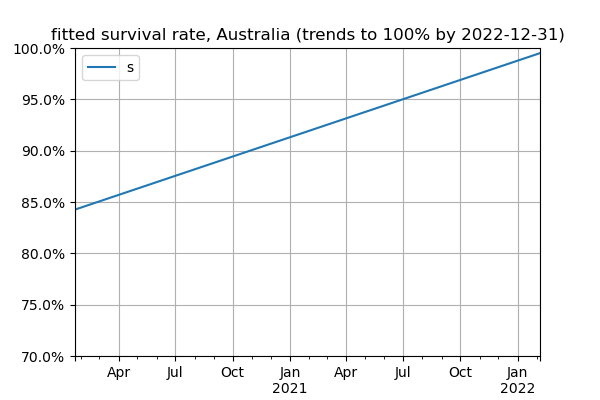 fitted survival rate, Australia (trends to 100% by 2022-12-31)
100.0%
95.0%
90.0%
85.0%
80.0%
75.0%
70.0%
s
Apr Jul Oct Jan Apr Jul Oct Jan
2021 2022